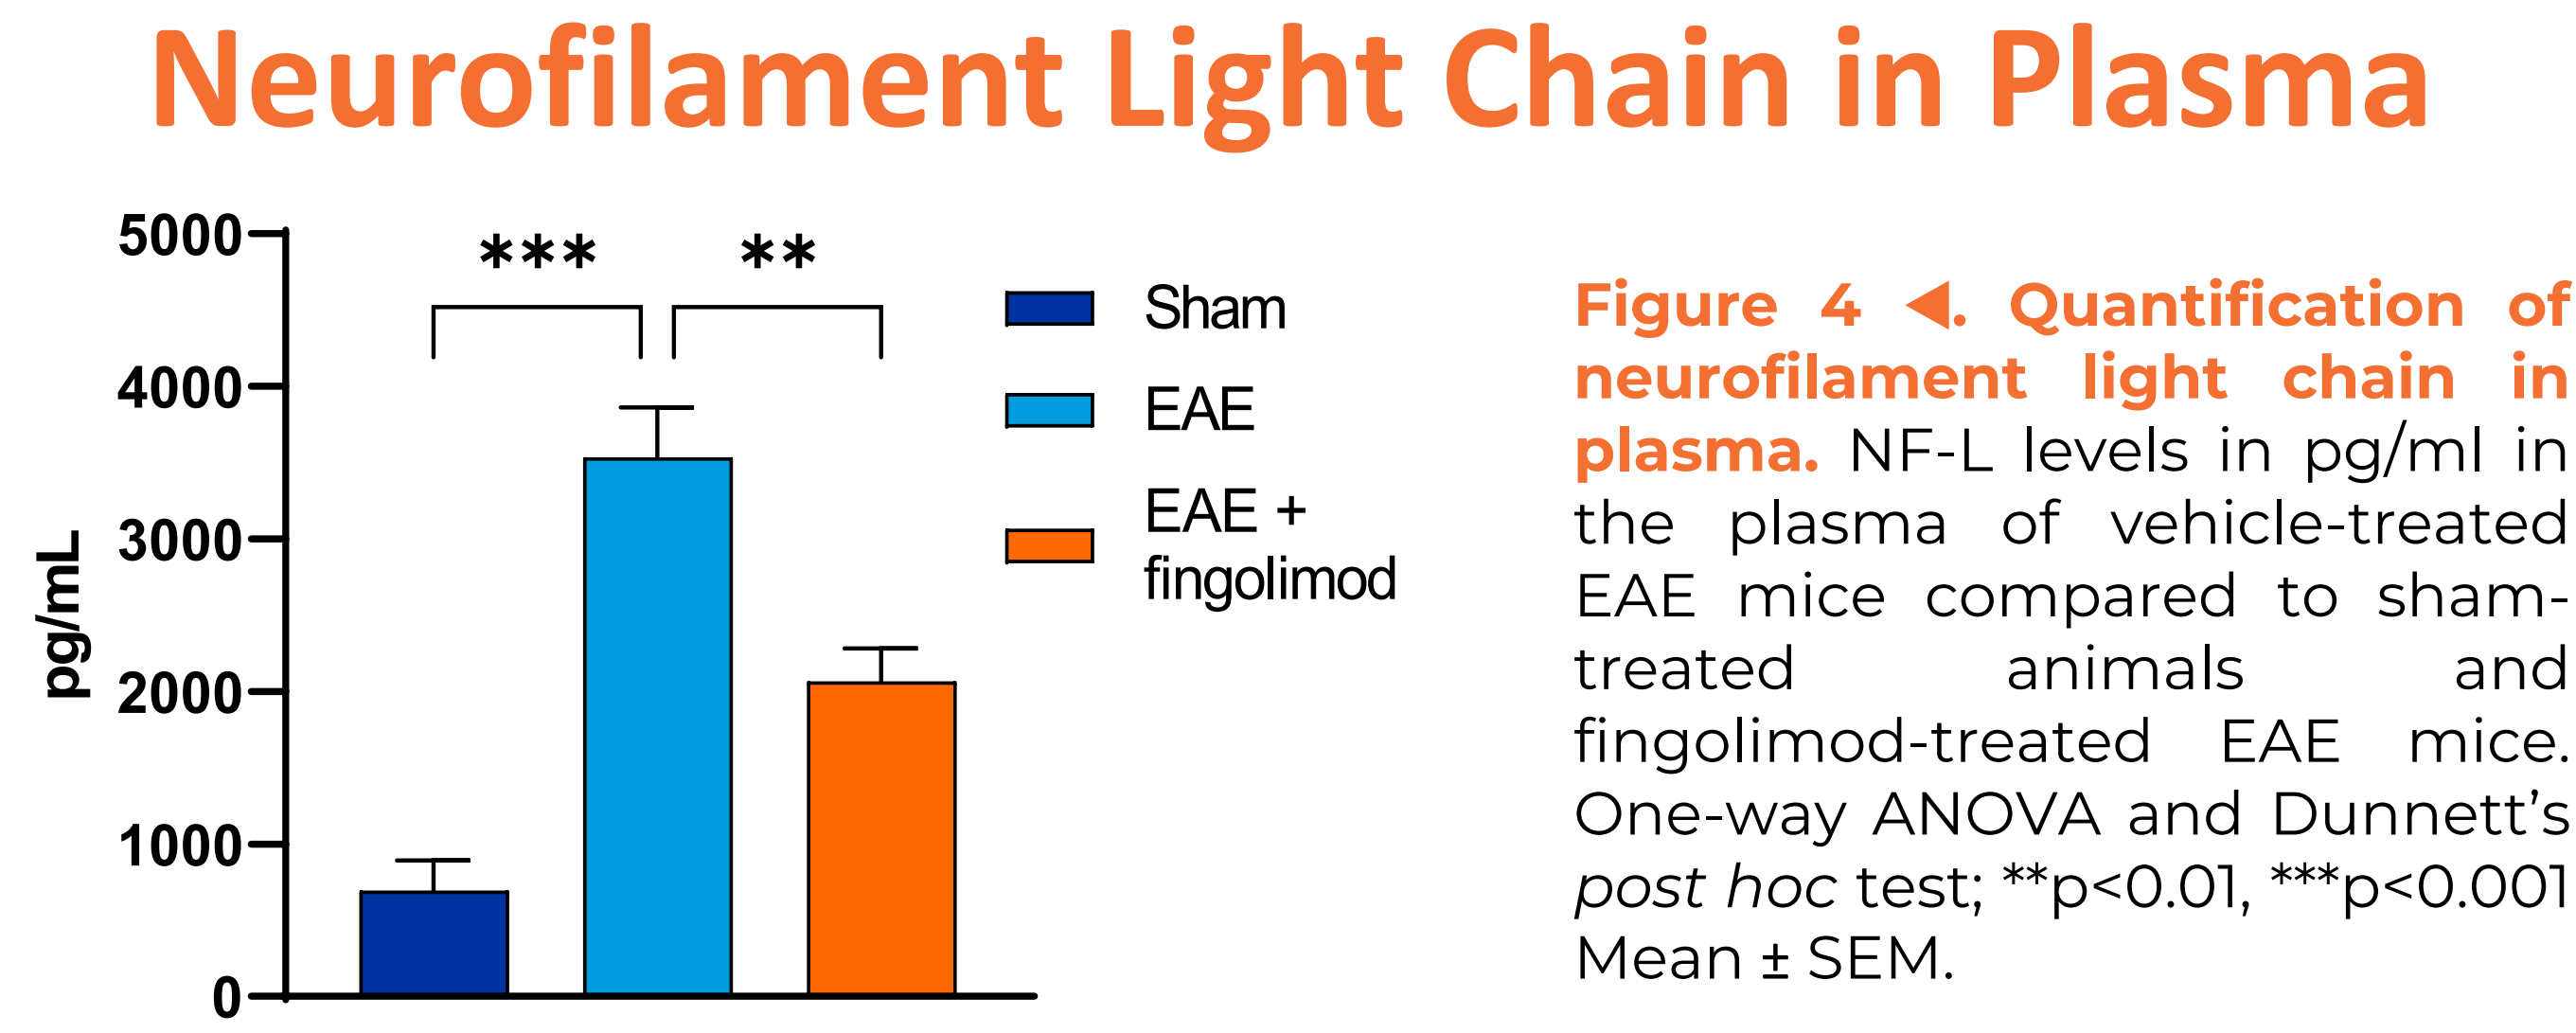 Neurofilament Light Chain in Plasma
5000
4000
3000
2000
1000
0
pg/mL
***
**
Sham
EAE
EAE +
fingolimod
Figure 4 ◀. Quantification of
neurofilament light chain in
plasma. NF-L levels in pg/ml in
the plasma of vehicle-treated
EAE mice compared to sham-
treated animals and
fingolimod-treated EAE mice.
One-way ANOVA and Dunnett’s
post hoc test; **p<0.01, ***p<0.001
Mean ± SEM.